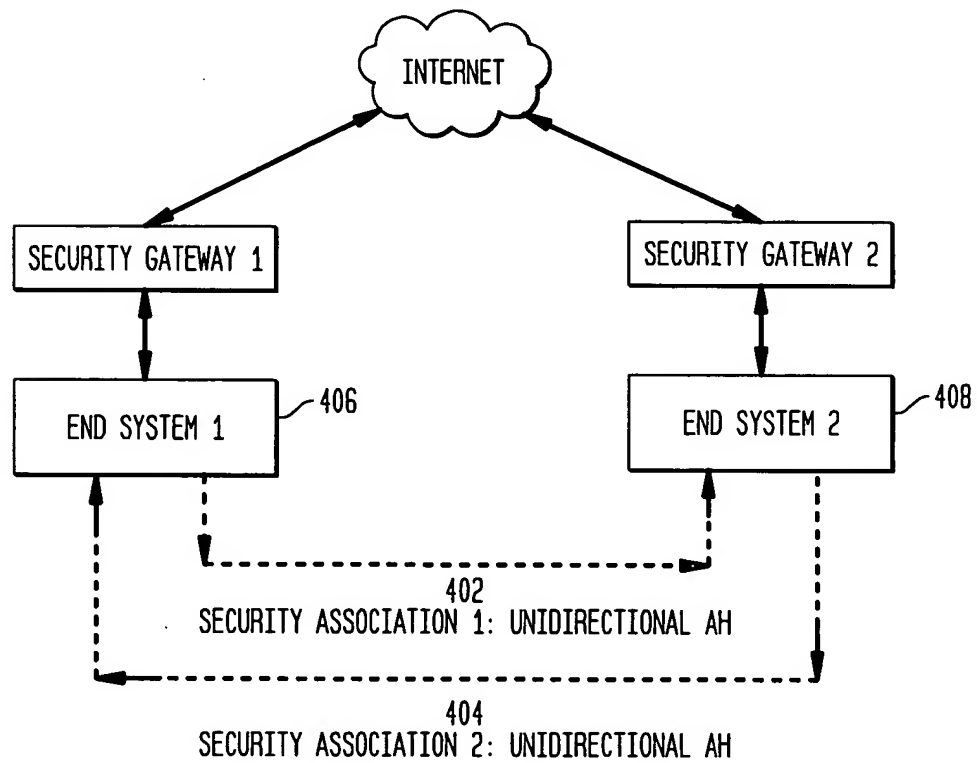 INTERNET
SECURITY GATEWAY 1
SECURITY GATEWAY 2
END SYSTEM 1
406
END SYSTEM 2
408
402
SECURITY ASSOCIATION 1: UNIDIRECTIONAL AH
404
SECURITY ASSOCIATION 2: UNIDIRECTIONAL AH